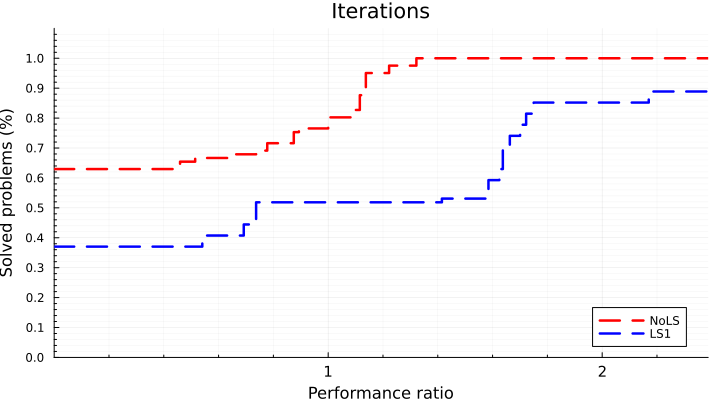 Iterations
Solved problems (%)
1.0
0.9
0.8
0.7
0.6
0.5
0.4
0.3
0.2
0.1
0.0
NoLS
LS1
1 2
Performance ratio